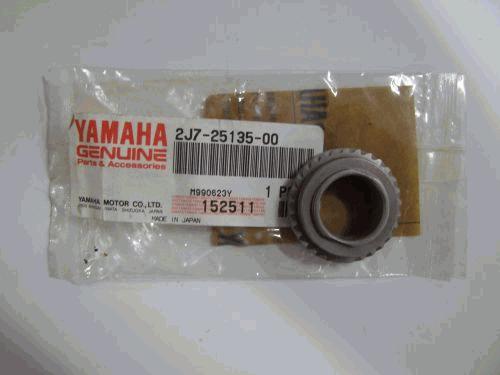 YAMAHA
GENUINE
Parts & Accessories
2J7-25135-00
M990623Y
1 P
YAMAHA MOTOR CO.,LTD.
152511
MADE IN JAPAN